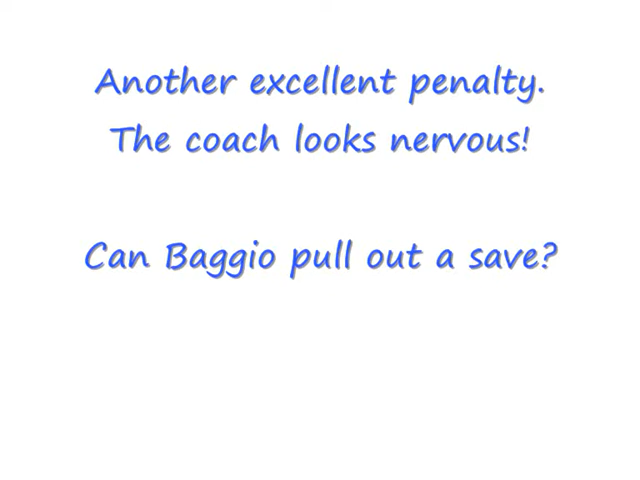 Another excellent penalty.
The coach looks nervous!
Can Baggio pull out a save?